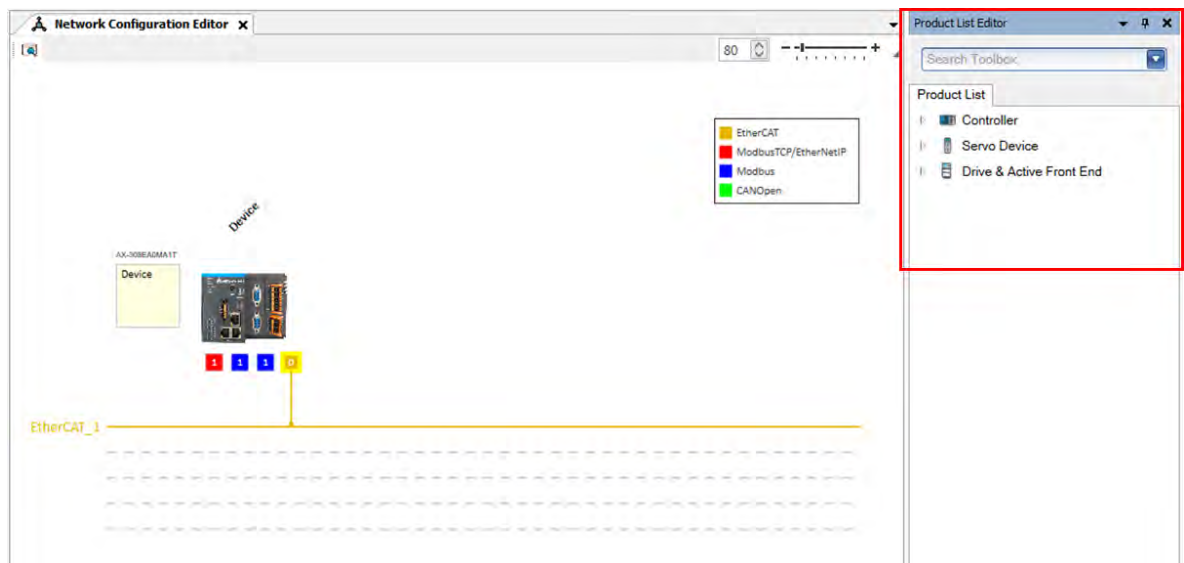 Network Configuration Editor
80
EtherCAT
ModbusTCP/EtherNetIP
Modbus
CANOpen
Device
AX-308EA0MA1T
Device
1 1 1 0
EtherCAT_1
Product List Editor
Search Toolbox
Product List
Controller
Servo Device
Drive & Active Front End